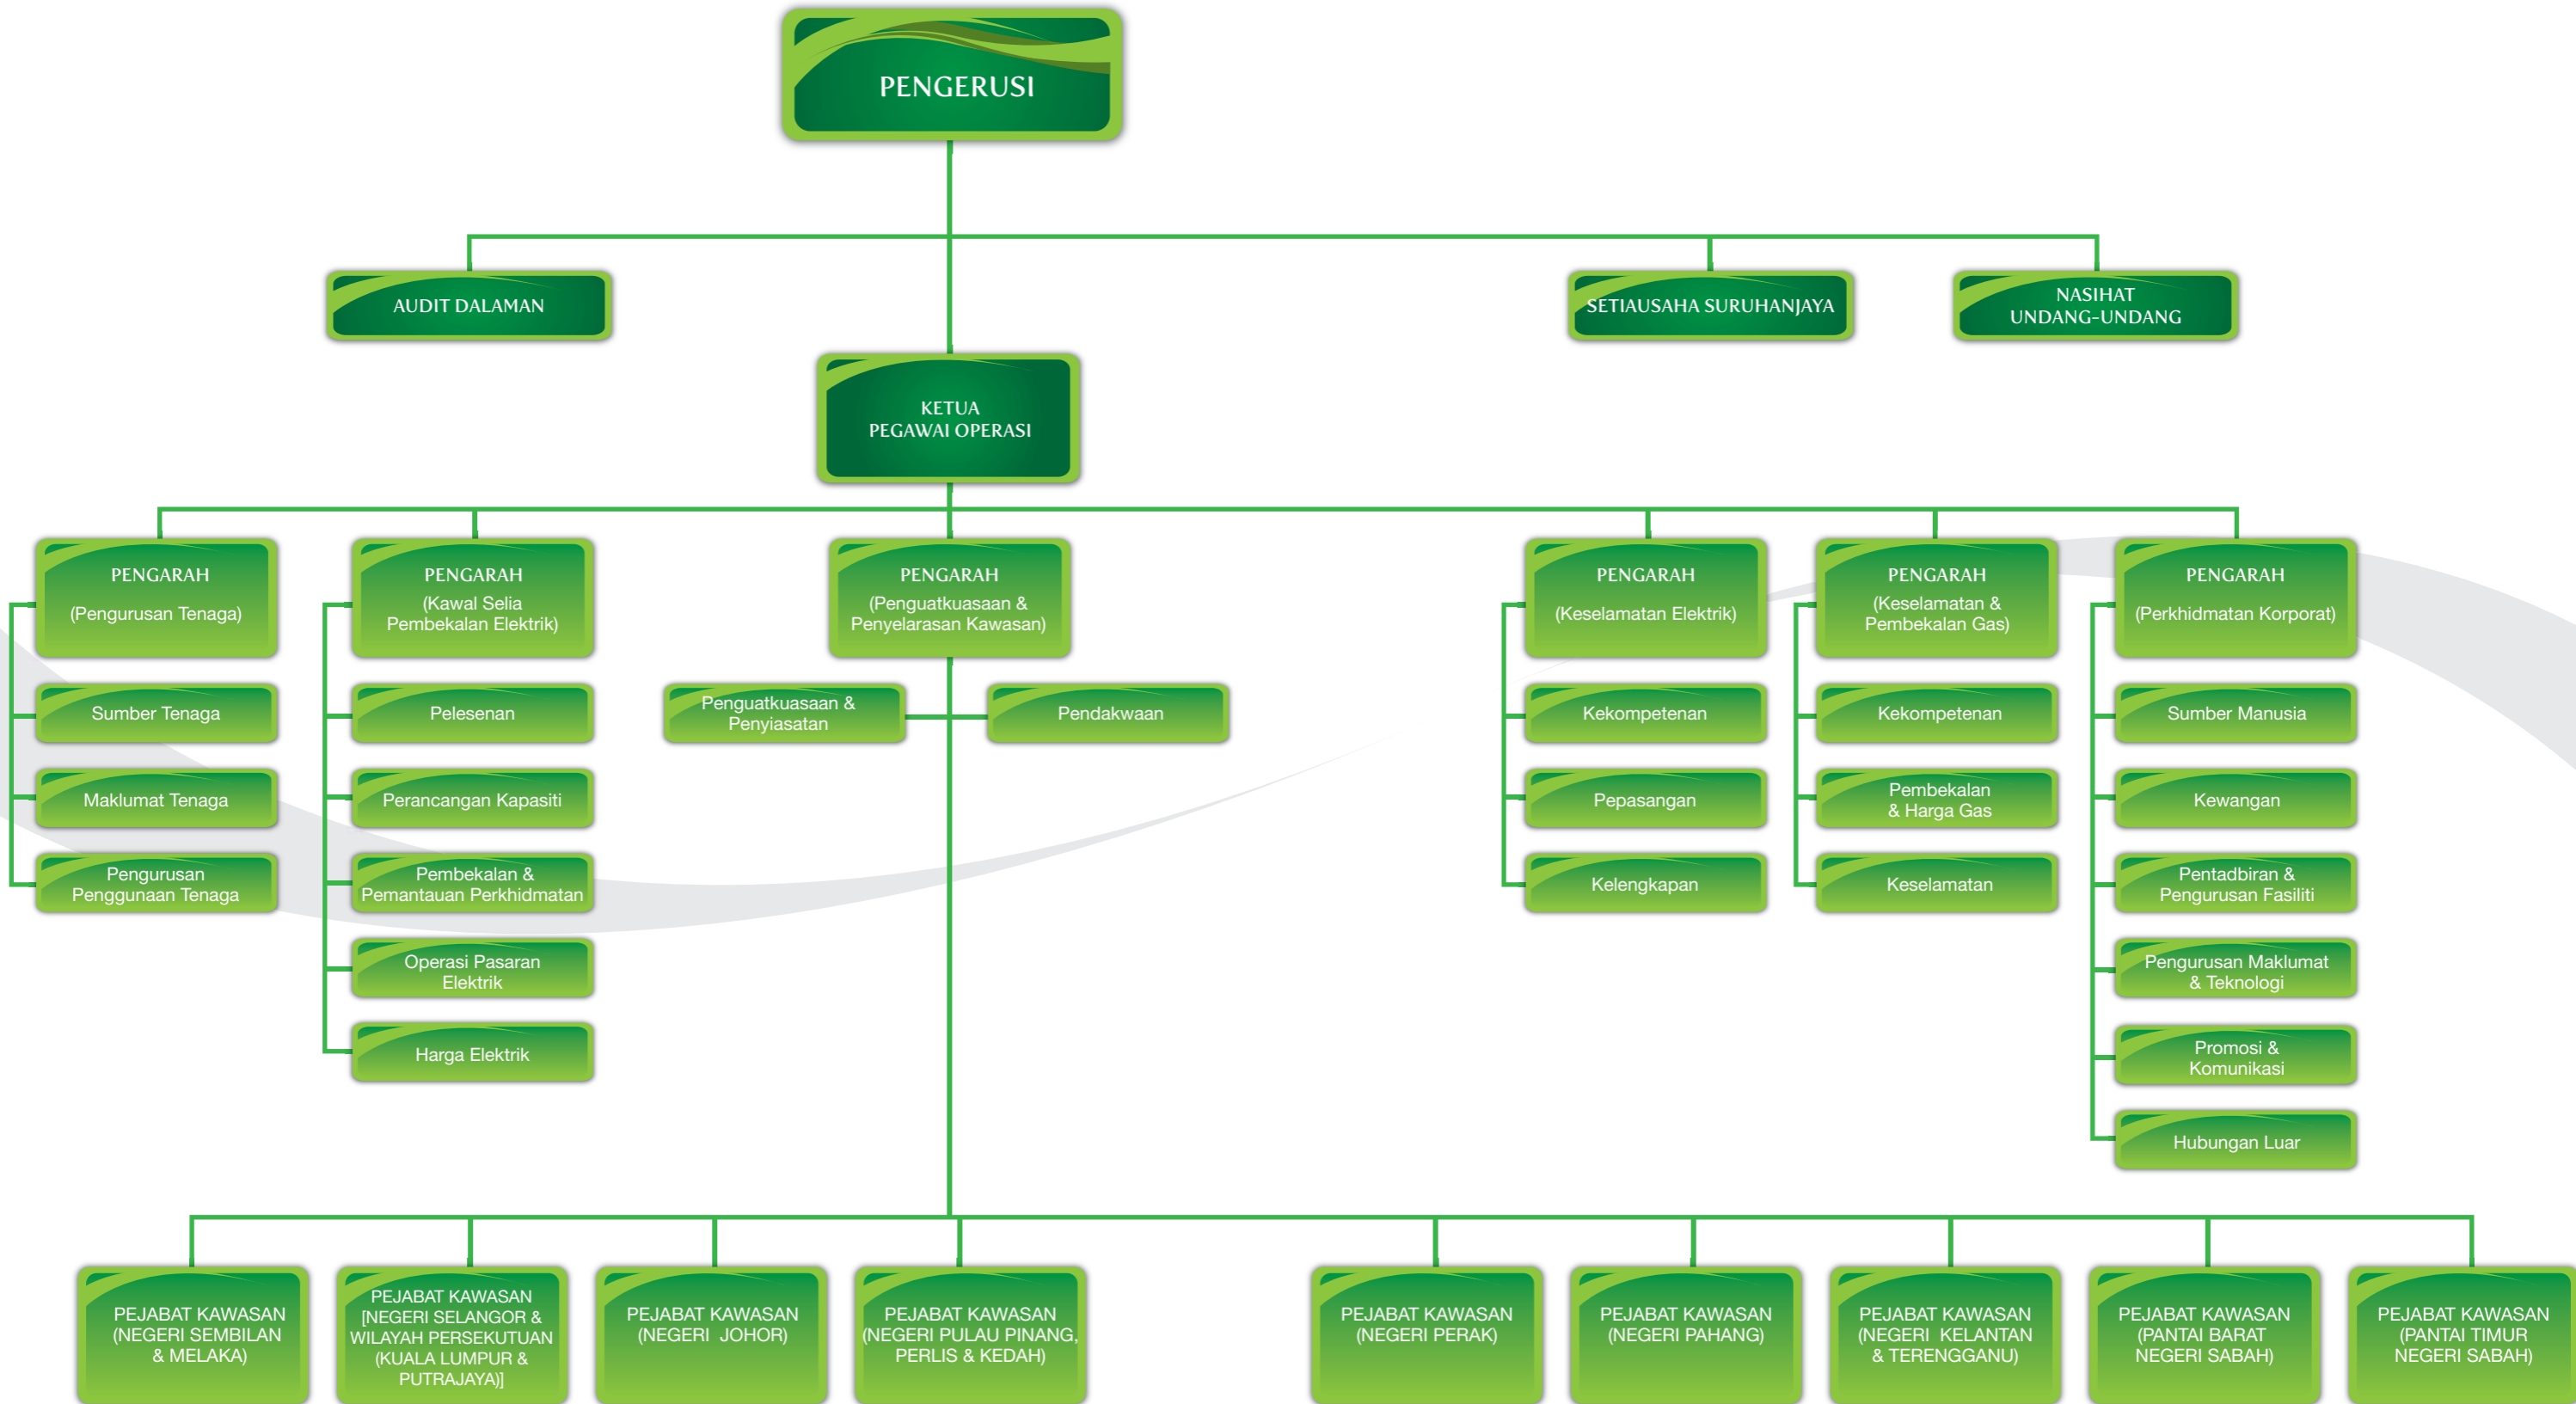 PENGERUSI
AUDIT DALAMAN
SETIAUSAHA SURUHANJAYA
NASIHAT
UNDANG-UNDANG
KETUA
PEGAWAI OPERASI
PENGARAH
(Pengurusan Tenaga)
Sumber Tenaga
Maklumat Tenaga
Pengurusan
Penggunaan Tenaga
PENGARAH
(Kawal Selia
Pembekalan Elektrik)
Pelesenan
Perancangan Kapasiti
Pembekalan &
Pemantauan Perkhidmatan
Operasi Pasaran
Elektrik
Harga Elektrik
PENGARAH
(Penguatkuasaan &
Penyelarasan Kawasan)
Penguatkuasaan &
Penyiasatan
Pendakwaan
PENGARAH
(Keselamatan Elektrik)
Kekompetenan
Pepasangan
Kelengkapan
PENGARAH
(Keselamatan &
Pembekalan Gas)
Kekompetenan
Pembekalan
& Harga Gas
Keselamatan
PENGARAH
(Perkhidmatan Korporat)
Sumber Manusia
Kewangan
Pentadbiran &
Pengurusan Fasiliti
Pengurusan Maklumat
& Teknologi
Promosi &
Komunikasi
Hubungan Luar
PEJABAT KAWASAN
(NEGERI SEMBILAN
& MELAKA)
PEJABAT KAWASAN
[NEGERI SELANGOR &
WILAYAH PERSEKUTUAN
(KUALA LUMPUR &
PUTRAJAYA)]
PEJABAT KAWASAN
(NEGERI JOHOR)
PEJABAT KAWASAN
(NEGERI PULAU PINANG,
PERLIS & KEDAH)
PEJABAT KAWASAN
(NEGERI PERAK)
PEJABAT KAWASAN
(NEGERI PAHANG)
PEJABAT KAWASAN
(NEGERI KELANTAN
& TERENGGANU)
PEJABAT KAWASAN
(PANTAI BARAT
NEGERI SABAH)
PEJABAT KAWASAN
(PANTAI TIMUR
NEGERI SABAH)